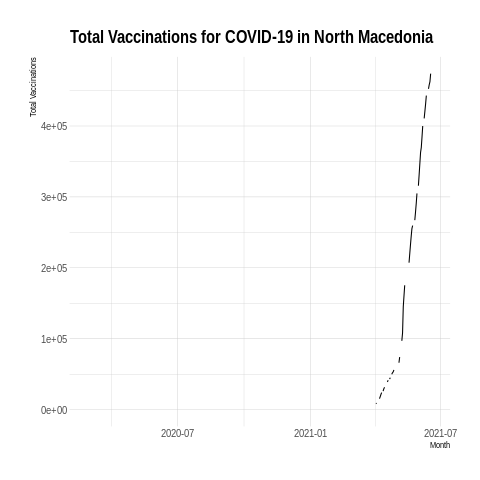 Total Vaccinations for COVID-19 in North Macedonia
Total Vaccinations
4e+05
3e+05
2e+05
1e+05
0e+00
2020-07
2021-01
2021-07
Month